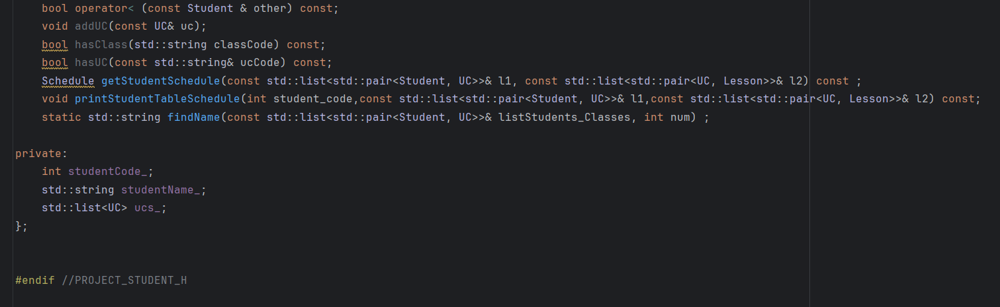 bool operator< (const Student & other) const;
void addUC(const UC& uc);
bool hasClass(std::string classCode) const;
bool hasUC(const std::string& ucCode) const;
Schedule getStudentSchedule(const std::list<std::pair<Student, UC>>& l1, const std::list<std::pair<UC, Lesson>>& l2) const ;
void printStudentTableSchedule(int student_code,const std::list<std::pair<Student, UC>>& l1,const std::list<std::pair<UC, Lesson>>& l2) const;
static std::string findName(const std::list<std::pair<Student, UC>>& listStudents_Classes, int num) ;
private:
int studentCode_;
std::string studentName_;
std::list<UC> ucs_;
};
#endif //PROJECT_STUDENT_H